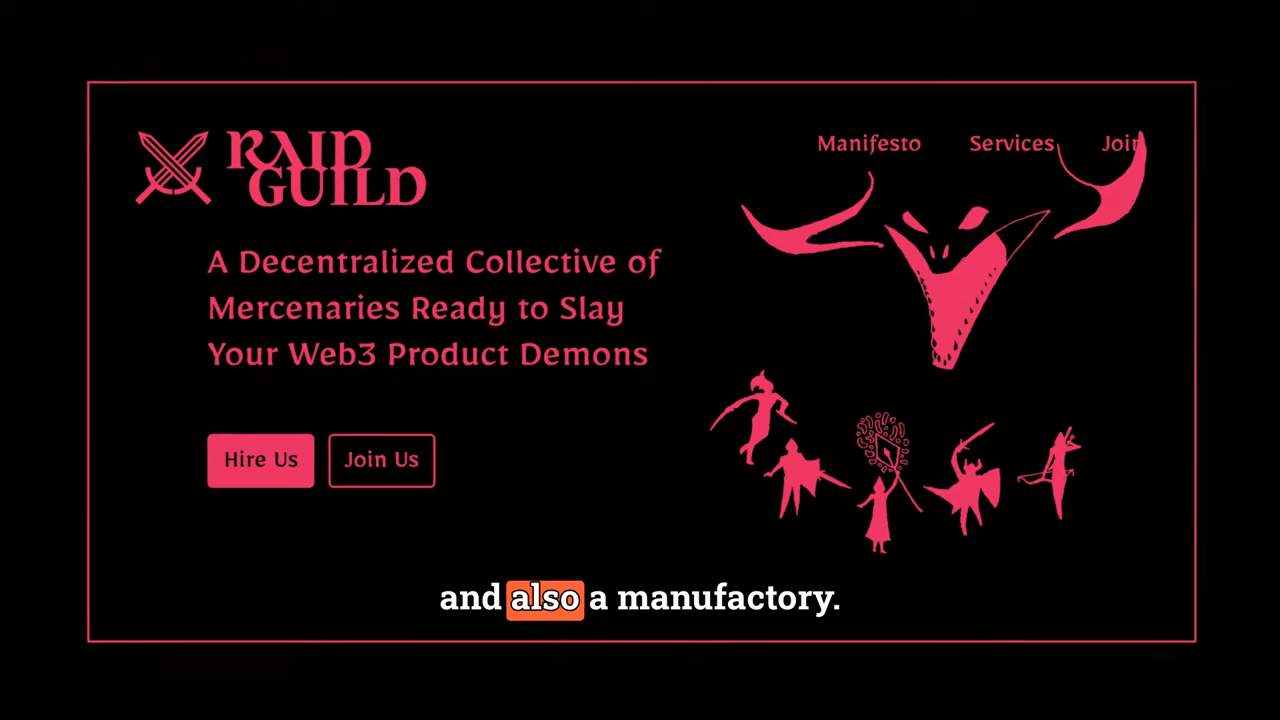 RAID
GUILD
Manifesto
Services
Join
A Decentralized Collective of
Mercenaries Ready to Slay
Your Web3 Product Demons
Hire Us
Join Us
and also a manufactory.